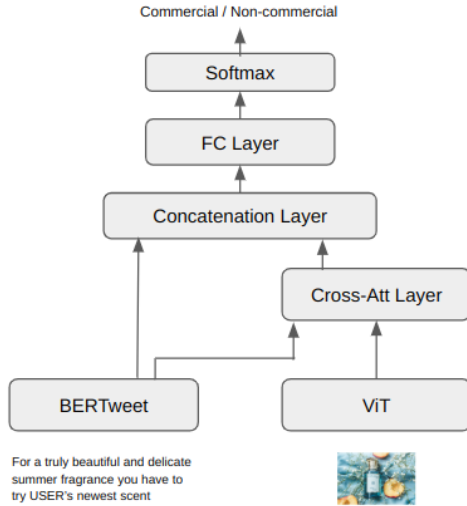 Commercial / Non-commercial
Softmax
FC Layer
Concatenation Layer
Cross-Att Layer
BERTweet
ViT
For a truly beautiful and delicate
summer fragrance you have to
try USER's newest scent